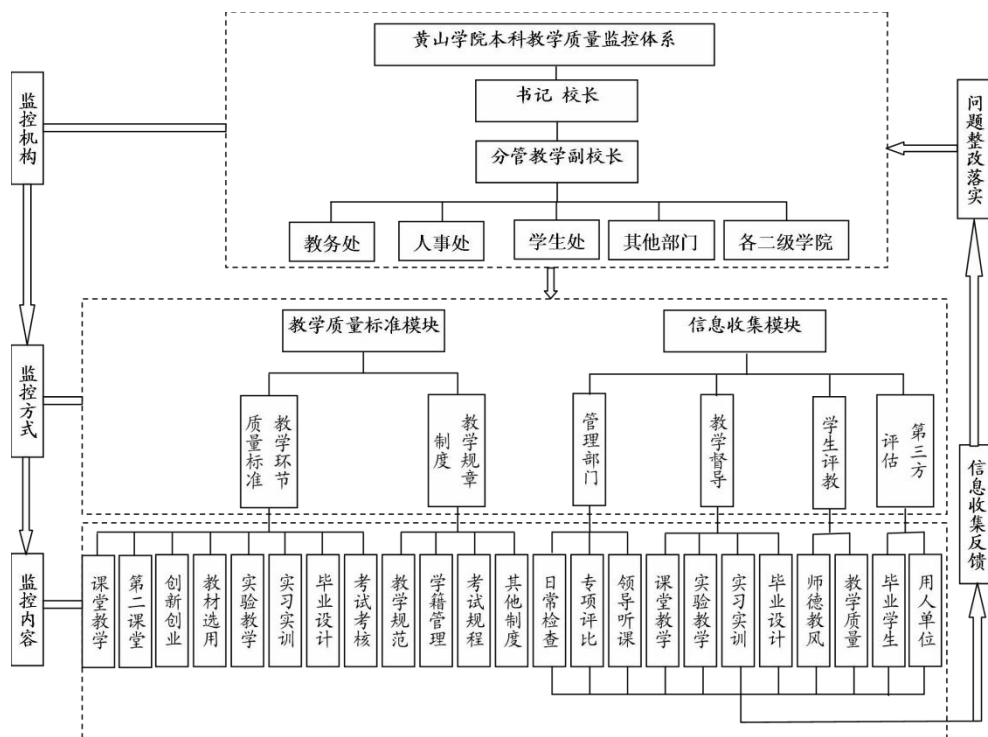 黄山学院本科教学质量监控体系
书记 校长
分管教学副校长
教务处
人事处
学生处
其他部门
各二级学院
监控机构
问题整改落实
教学质量标准模块
信息收集模块
监控方式
教学环节
质量标准
教学规章
制度
管理部门
教学督导
学生评教
第三方
评估
信息收集反馈
监控内容
课堂教学
第二课堂
创新创业
教材选用
实验教学
实习实训
毕业设计
考试考核
教学规范
学籍管理
考试规程
其他制度
日常检查
专项评比
领导听课
课堂教学
实验教学
实习实训
毕业设计
师德教风
教学质量
毕业学生
用人单位